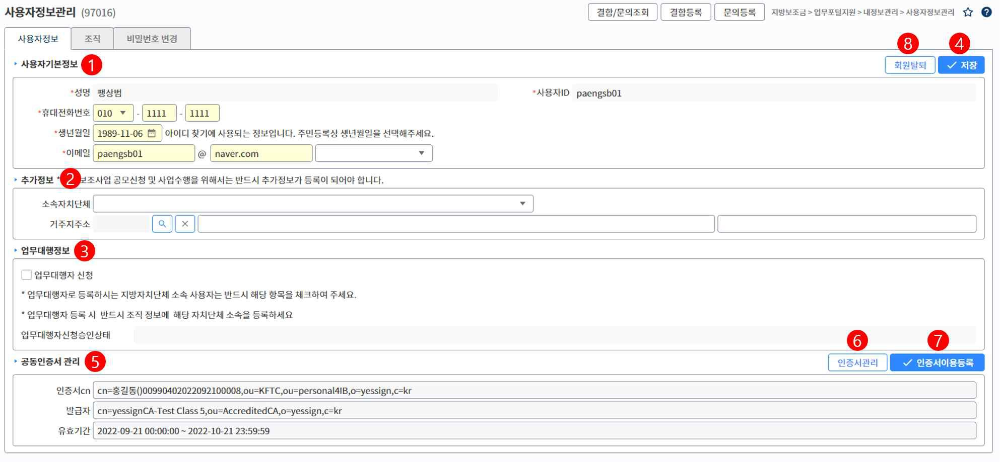 사용자정보관리 (97016)
결함/문의조회 결함등록 문의등록 지방보조금 > 업무포털지원 > 내정보관리 > 사용자정보관리 ?
사용자정보 조직 비밀번호 변경
8 4
사용자기본정보 1 회원탈퇴 저장
*성명 팽상범 *사용자ID paengsb01
*휴대전화번호 010 - 1111 - 1111
*생년월일 1989-11-06 아이디 찾기에 사용되는 정보입니다. 주민등록상 생년월일을 선택해주세요.
*이메일 paengsb01 @ naver.com
추가정보 * 2 보조사업 공모신청 및 사업수행을 위해서는 반드시 추가정보가 등록이 되어야 합니다.
소속자치단체
거주지주소
업무대행정보 3
업무대행자 신청
* 업무대행자로 등록하시는 지방자치단체 소속 사용자는 반드시 해당 항목을 체크하여 주세요.
* 업무대행자 등록 시 반드시 조직 정보에 해당 자치단체 소속을 등록하세요
업무대행자신청승인상태
6 7
공동인증서 관리 5 인증서관리 인증서이용등록
인증서cn cn=홍길동()00990402022092100008,ou=KFTC,ou=personal4IB,o=yessign,c=kr
발급자 cn=yessignCA-Test Class 5,ou=AccreditedCA,o=yessign,c=kr
유효기간 2022-09-21 00:00:00 ~ 2022-10-21 23:59:59